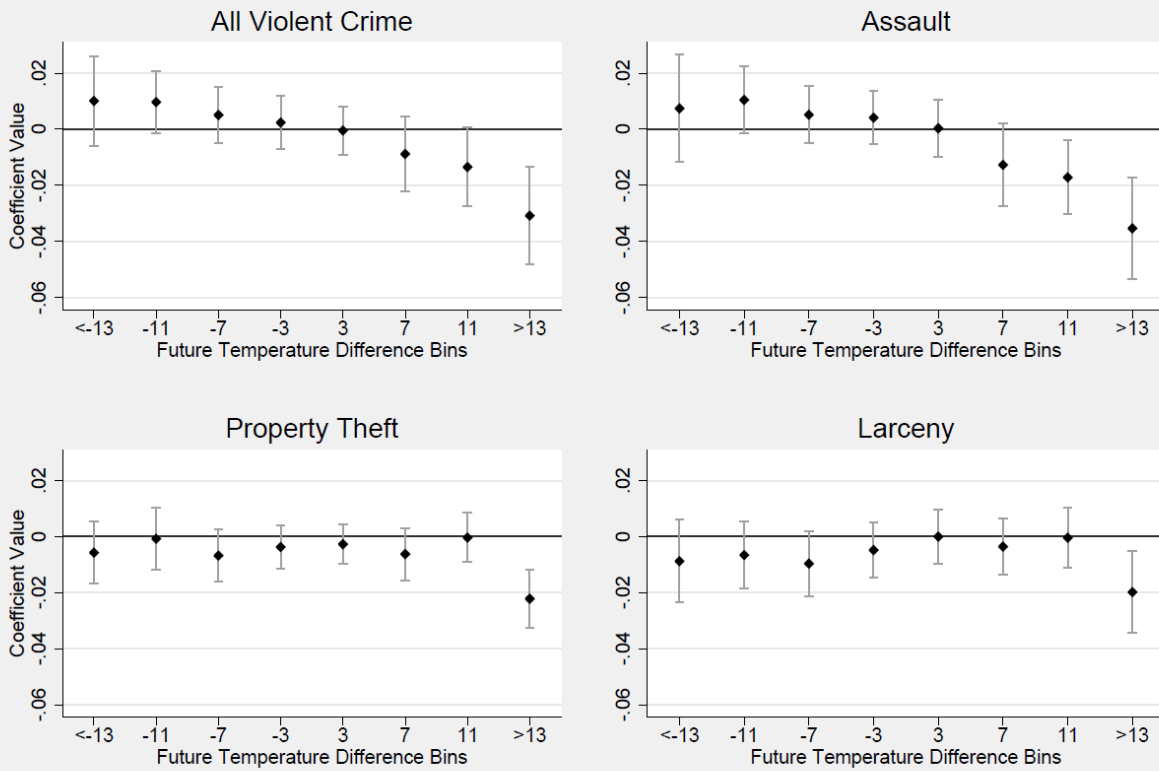 All Violent Crime
Coefficient Value
.02
0
-.02
-.04
-.06
<-13 -11 -7 -3 3 7 11 >13
Future Temperature Difference Bins
Assault
.02
0
-.02
-.04
-.06
<-13 -11 -7 -3 3 7 11 >13
Future Temperature Difference Bins
Property Theft
Coefficient Value
.02
0
-.02
-.04
-.06
<-13 -11 -7 -3 3 7 11 >13
Future Temperature Difference Bins
Larceny
.02
0
-.02
-.04
-.06
<-13 -11 -7 -3 3 7 11 >13
Future Temperature Difference Bins